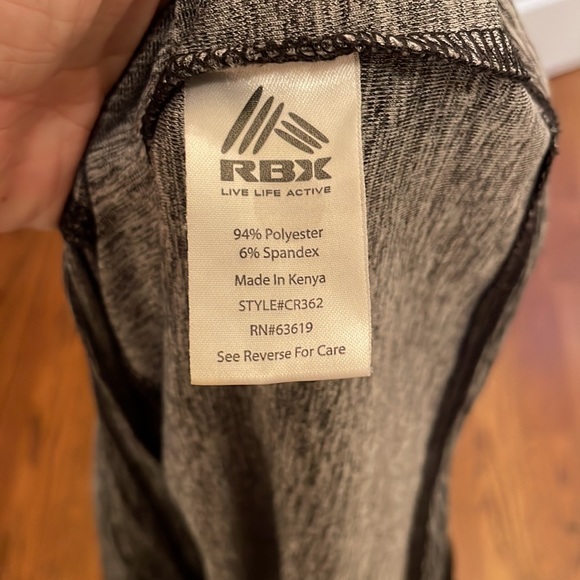 RBX
LIVE LIFE ACTIVE
94% Polyester
6% Spandex
Made In Kenya
STYLE#CR362
RN#63619
See Reverse For Care